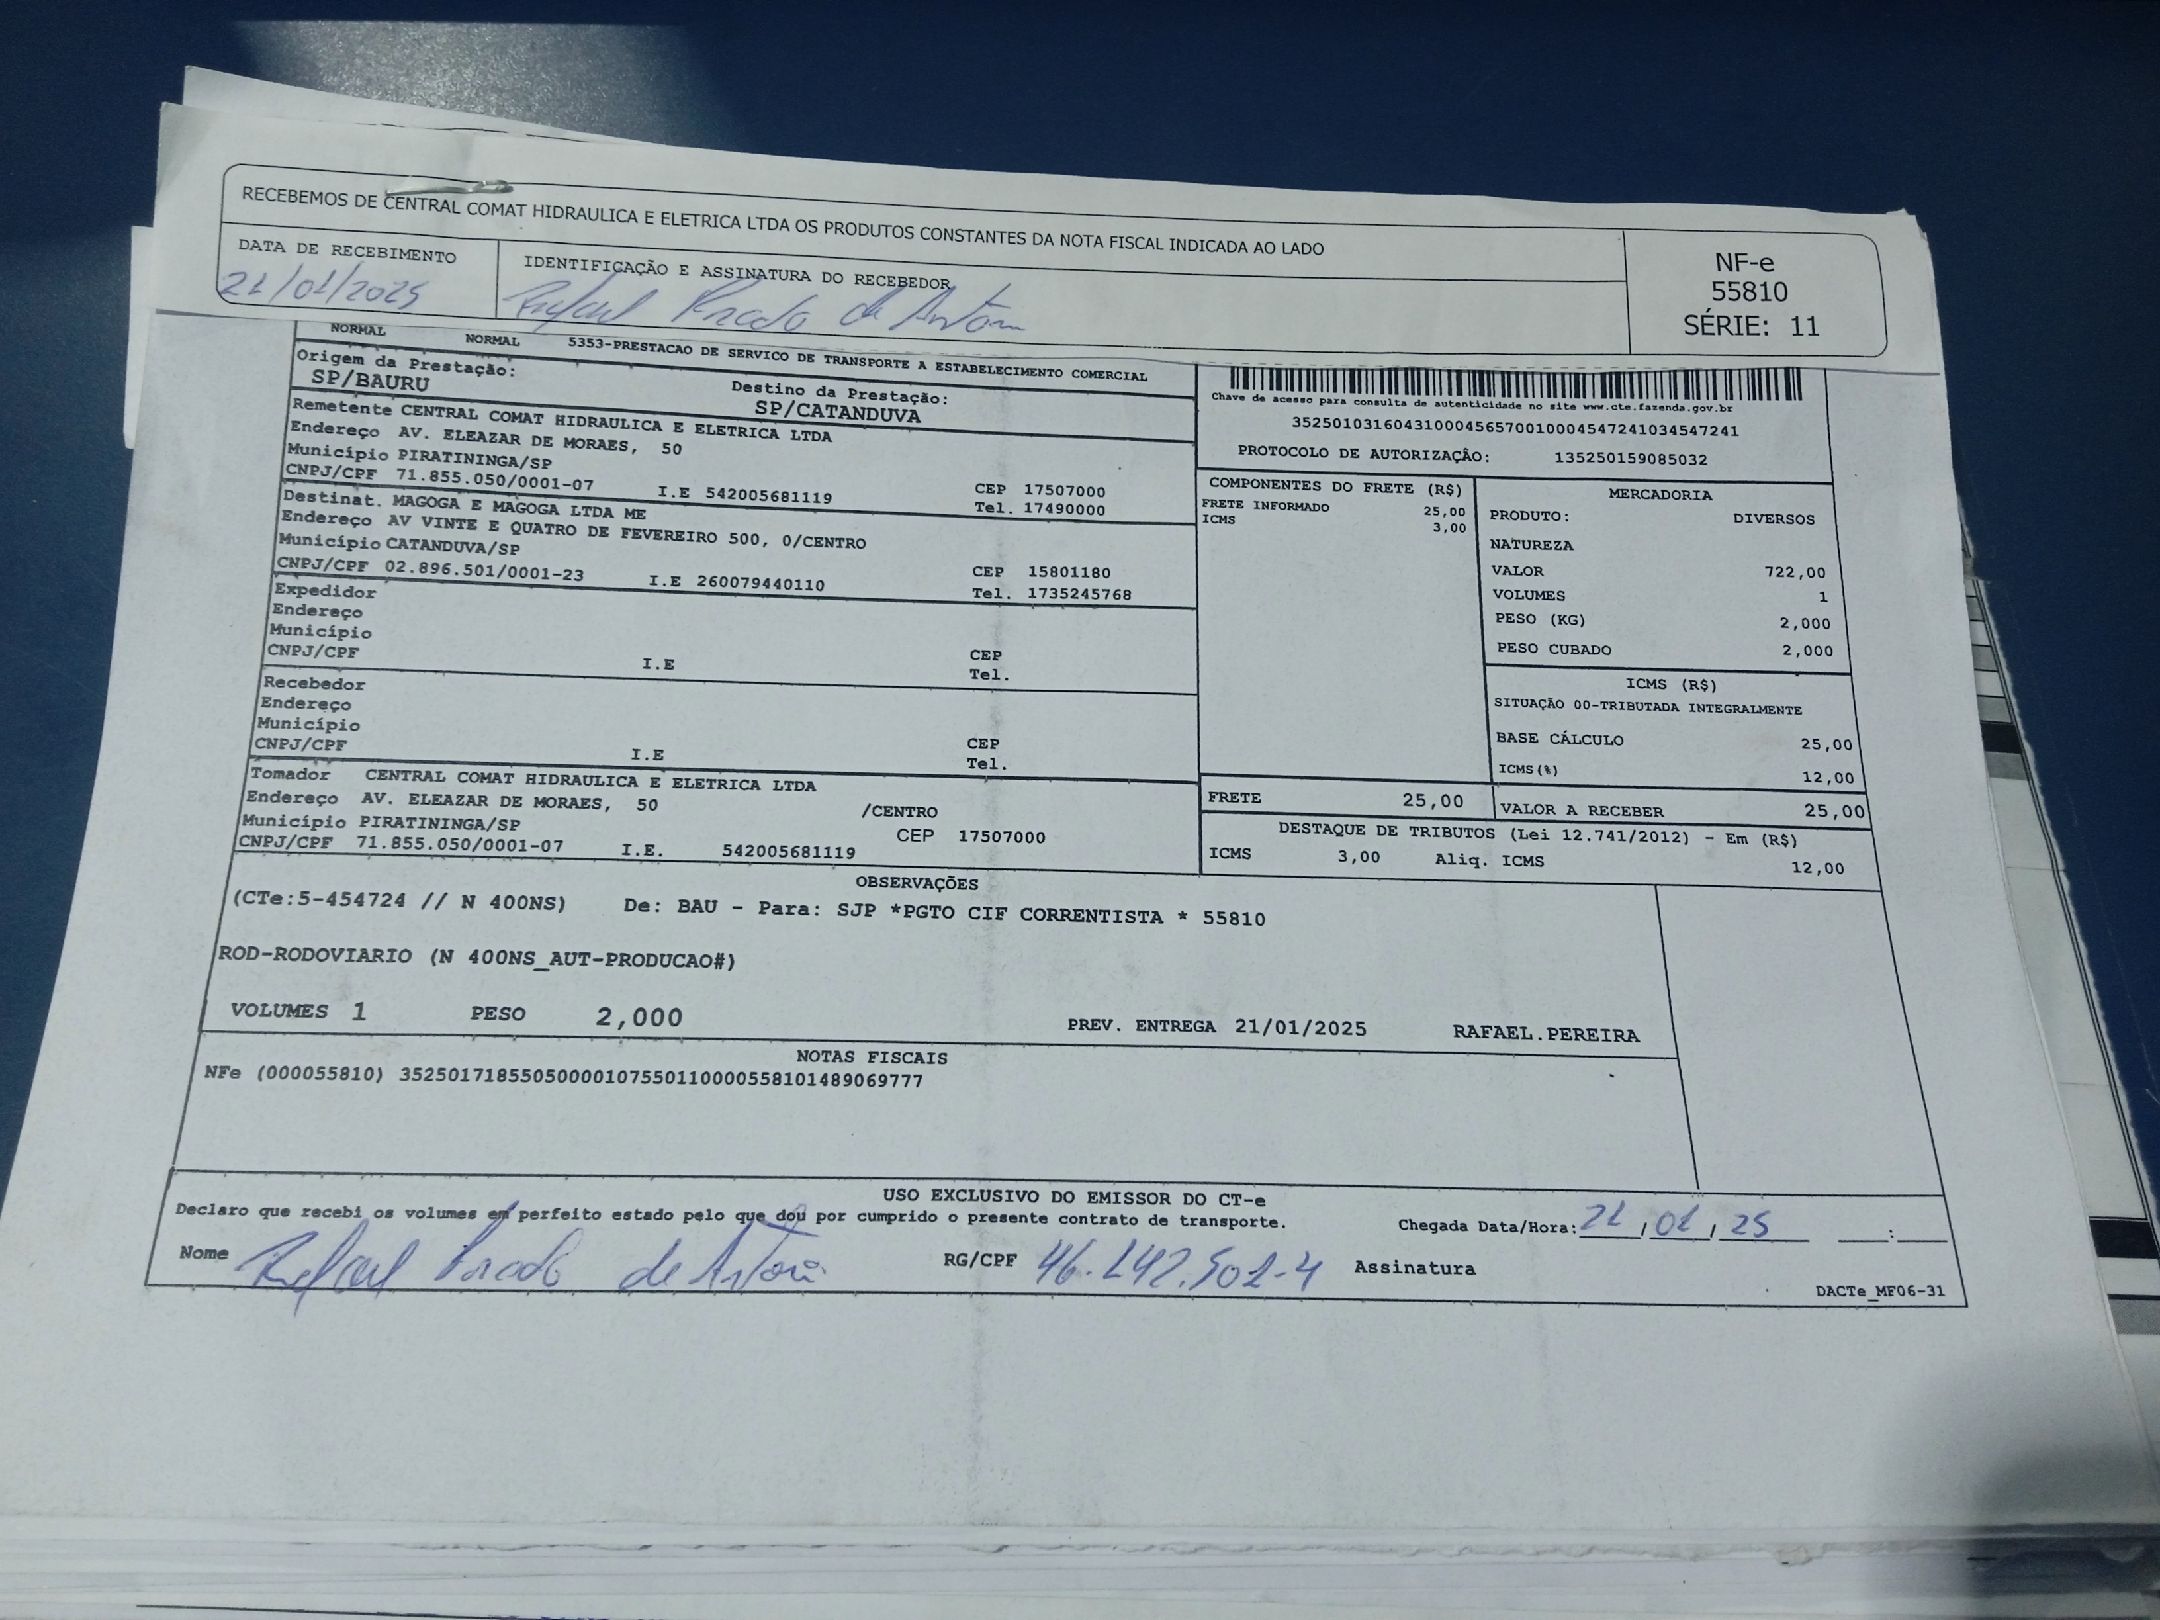 RECEBEMOS DE CENTRAL COMAT HIDRAULICA E ELETRICA LTDA OS PRODUTOS CONSTANTES DA NOTA FISCAL INDICADA AO LADO
DATA DE RECEBIMENTO
21/01/2025
IDENTIFICAÇÃO E ASSINATURA DO RECEBEDOR
Rafael Prado de Antoni
NF-e
55810
SÉRIE: 11
NORMAL NORMAL 5353-PRESTACAO DE SERVICO DE TRANSPORTE A ESTABELECIMENTO COMERCIAL
Origem da Prestação:
SP/BAURU
Destino da Prestação:
SP/CATANDUVA
Remetente CENTRAL COMAT HIDRAULICA E ELETRICA LTDA
Endereço AV. ELEAZAR DE MORAES, 50
Município PIRATININGA/SP
CNPJ/CPF 71.855.050/0001-07 I.E 542005681119
CEP 17507000
Tel. 17490000
Destinat. MAGOGA E MAGOGA LTDA ME
Endereço AV VINTE E QUATRO DE FEVEREIRO 500, 0/CENTRO
Município CATANDUVA/SP
CNPJ/CPF 02.896.501/0001-23 I.E 260079440110
CEP 15801180
Tel. 1735245768
Expedidor
Endereço
Município
CNPJ/CPF I.E
CEP
Tel.
Recebedor
Endereço
Município
CNPJ/CPF I.E
CEP
Tel.
Tomador CENTRAL COMAT HIDRAULICA E ELETRICA LTDA
Endereço AV. ELEAZAR DE MORAES, 50 /CENTRO
Município PIRATININGA/SP CEP 17507000
CNPJ/CPF 71.855.050/0001-07 I.E. 542005681119
Chave de acesso para consulta de autenticidade no site www.cte.fazenda.gov.br
35250103160431000456570010004547241034547241
PROTOCOLO DE AUTORIZAÇÃO: 135250159085032
COMPONENTES DO FRETE (R$)
FRETE INFORMADO 25,00
ICMS 3,00
MERCADORIA
PRODUTO: DIVERSOS
NATUREZA
VALOR 722,00
VOLUMES 1
PESO (KG) 2,000
PESO CUBADO 2,000
ICMS (R$)
SITUAÇÃO 00-TRIBUTADA INTEGRALMENTE
BASE CÁLCULO 25,00
ICMS(%) 12,00
FRETE 25,00 VALOR A RECEBER 25,00
DESTAQUE DE TRIBUTOS (Lei 12.741/2012) - Em (R$)
ICMS 3,00 Aliq. ICMS 12,00
OBSERVAÇÕES
(CTe:5-454724 // N 400NS) De: BAU - Para: SJP *PGTO CIF CORRENTISTA * 55810
ROD-RODOVIARIO (N 400NS_AUT-PRODUCAO#)
VOLUMES 1 PESO 2,000 PREV. ENTREGA 21/01/2025 RAFAEL.PEREIRA
NOTAS FISCAIS
NFe (000055810) 35250171855050000107550110000558101489069777
USO EXCLUSIVO DO EMISSOR DO CT-e
Declaro que recebi os volumes em perfeito estado pelo que dou por cumprido o presente contrato de transporte.
Chegada Data/Hora: 21/01/25 __:__
Nome Rafael Prado de Antoni RG/CPF 46.142.501-4 Assinatura
DACTe_MF06-31